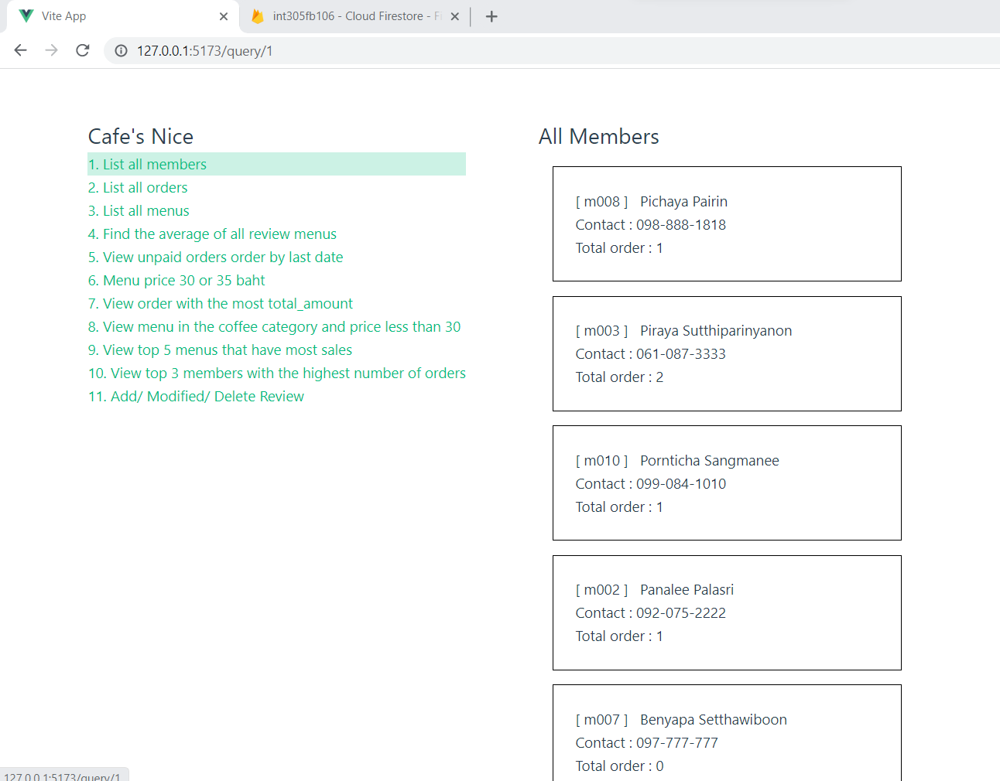 Vite App
int305fb106 - Cloud Firestore - Fi
127.0.0.1:5173/query/1
Cafe's Nice
1. List all members
2. List all orders
3. List all menus
4. Find the average of all review menus
5. View unpaid orders order by last date
6. Menu price 30 or 35 baht
7. View order with the most total_amount
8. View menu in the coffee category and price less than 30
9. View top 5 menus that have most sales
10. View top 3 members with the highest number of orders
11. Add/ Modified/ Delete Review
All Members
[ m008 ] Pichaya Pairin
Contact : 098-888-1818
Total order : 1
[ m003 ] Piraya Sutthiparinyanon
Contact : 061-087-3333
Total order : 2
[ m010 ] Pornticha Sangmanee
Contact : 099-084-1010
Total order : 1
[ m002 ] Panalee Palasri
Contact : 092-075-2222
Total order : 1
[ m007 ] Benyapa Setthawiboon
Contact : 097-777-777
Total order : 0
127.0.0.1:5173/query/1